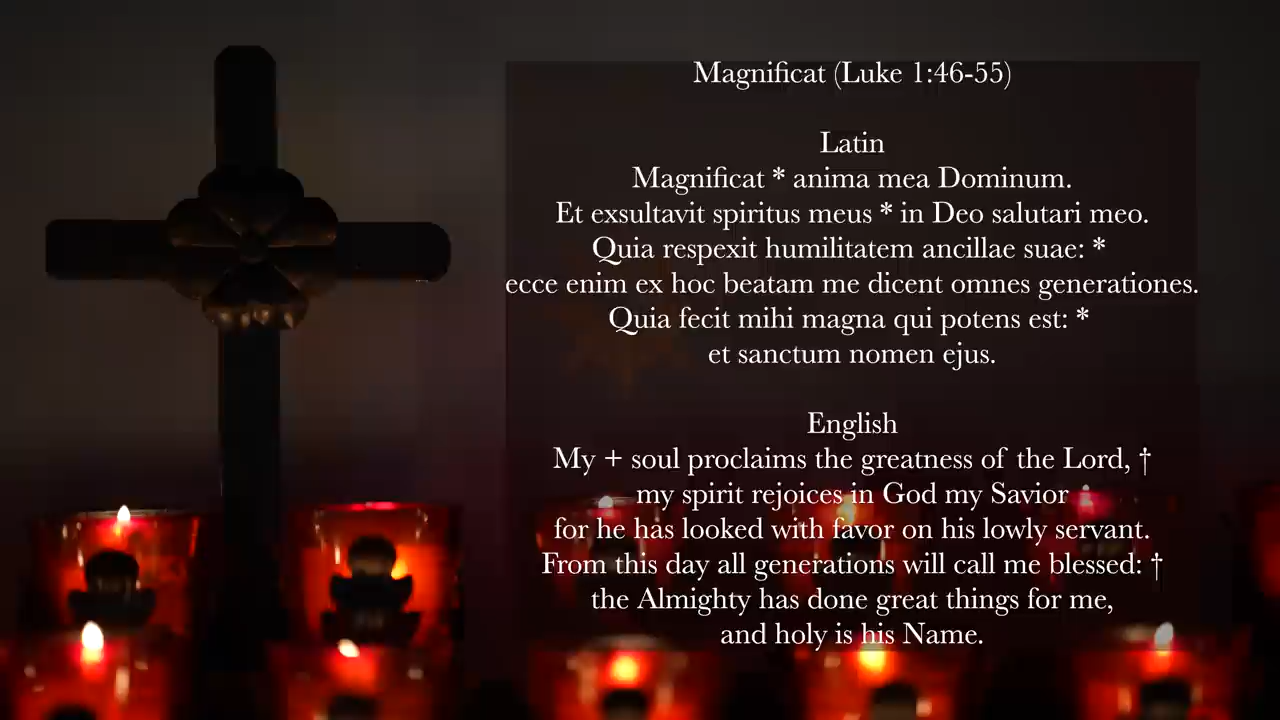 Magnificat (Luke 1:46-55)
Latin
Magnificat * anima mea Dominum.
Et exsultavit spiritus meus * in Deo salutari meo.
Quia respexit humilitatem ancillae suae: *
ecce enim ex hoc beatam me dicent omnes generationes.
Quia fecit mihi magna qui potens est: *
et sanctum nomen ejus.
English
My + soul proclaims the greatness of the Lord, †
my spirit rejoices in God my Savior
for he has looked with favor on his lowly servant.
From this day all generations will call me blessed: †
the Almighty has done great things for me,
and holy is his Name.